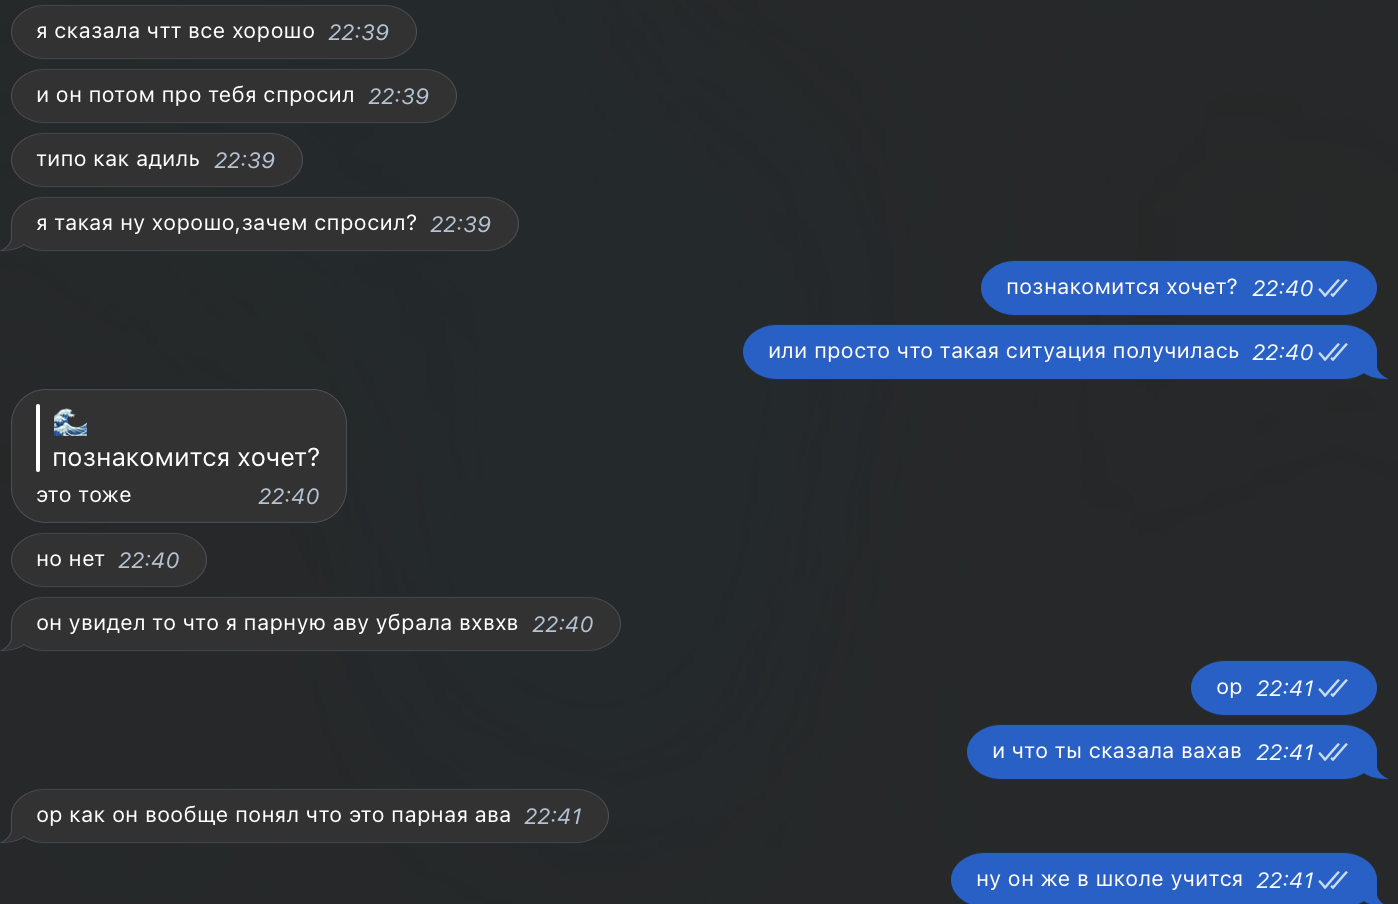 я сказала чтт все хорошо 22:39
и он потом про тебя спросил 22:39
типо как адиль 22:39
я такая ну хорошо,зачем спросил? 22:39
познакомится хочет? 22:40
или просто что такая ситуация получилась 22:40
🌊
познакомится хочет?
это тоже 22:40
но нет 22:40
он увидел то что я парную аву убрала вхвхв 22:40
ор 22:41
и что ты сказала вахав 22:41
ор как он вообще понял что это парная ава 22:41
ну он же в школе учится 22:41